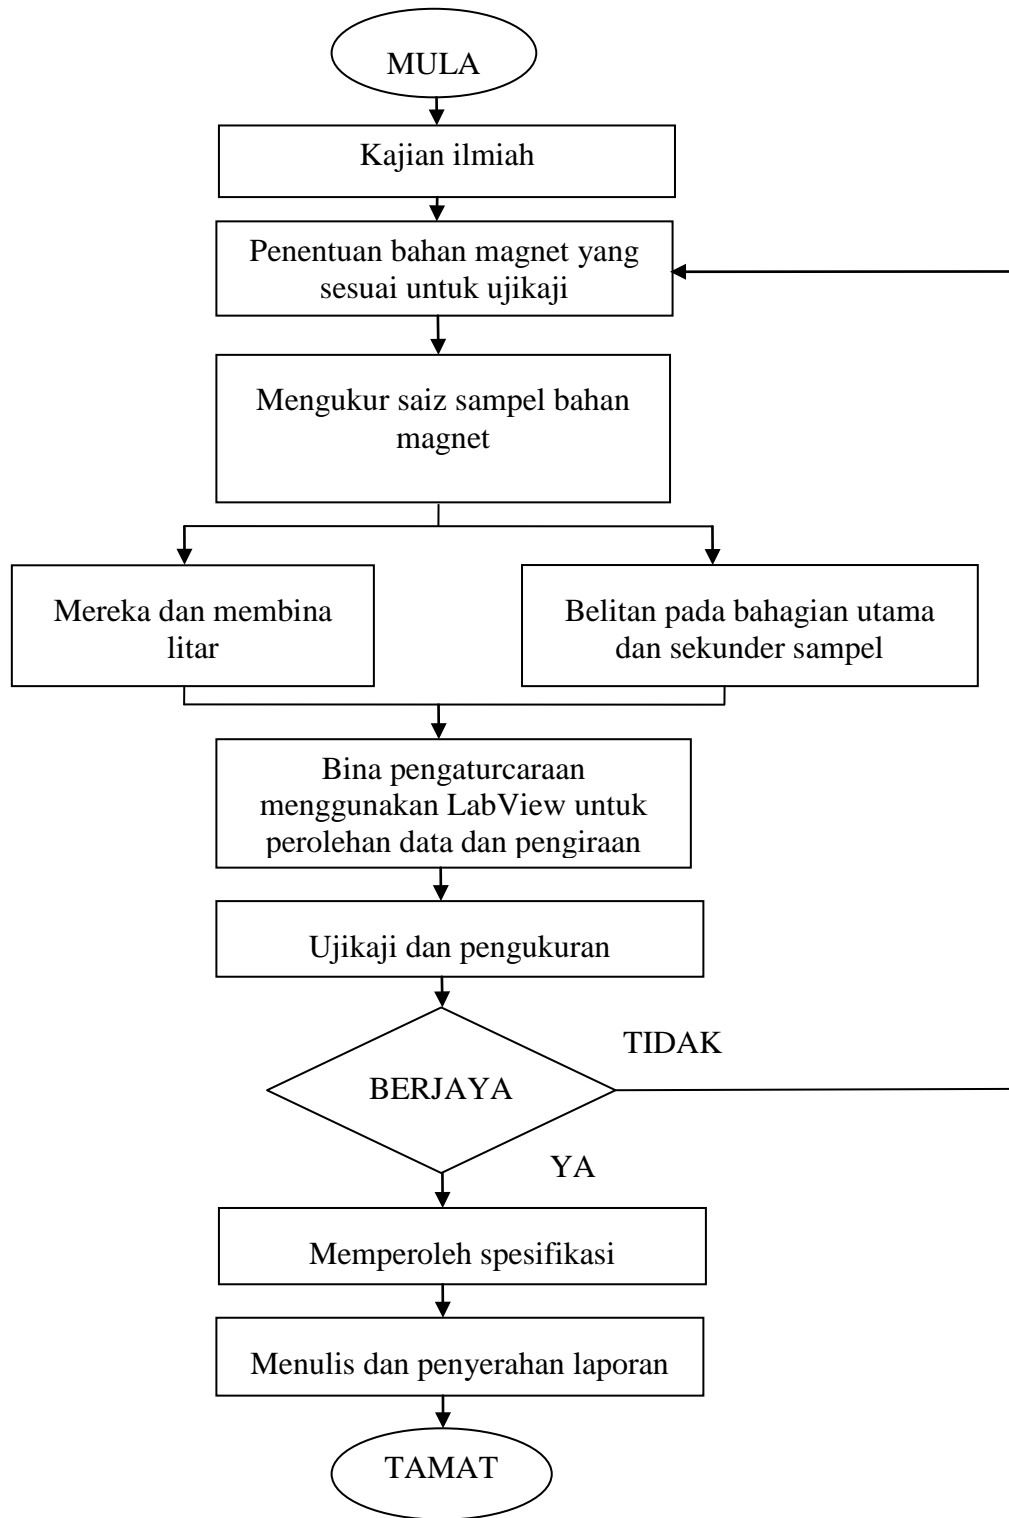 MULA
Kajian ilmiah
Penentuan bahan magnet yang
sesuai untuk ujikaji
Mengukur saiz sampel bahan
magnet
Mereka dan membina
litar
Belitan pada bahagian utama
dan sekunder sampel
Bina pengaturcaraan
menggunakan LabView untuk
perolehan data dan pengiraan
Ujikaji dan pengukuran
TIDAK
BERJAYA
YA
Memperoleh spesifikasi
Menulis dan penyerahan laporan
TAMAT